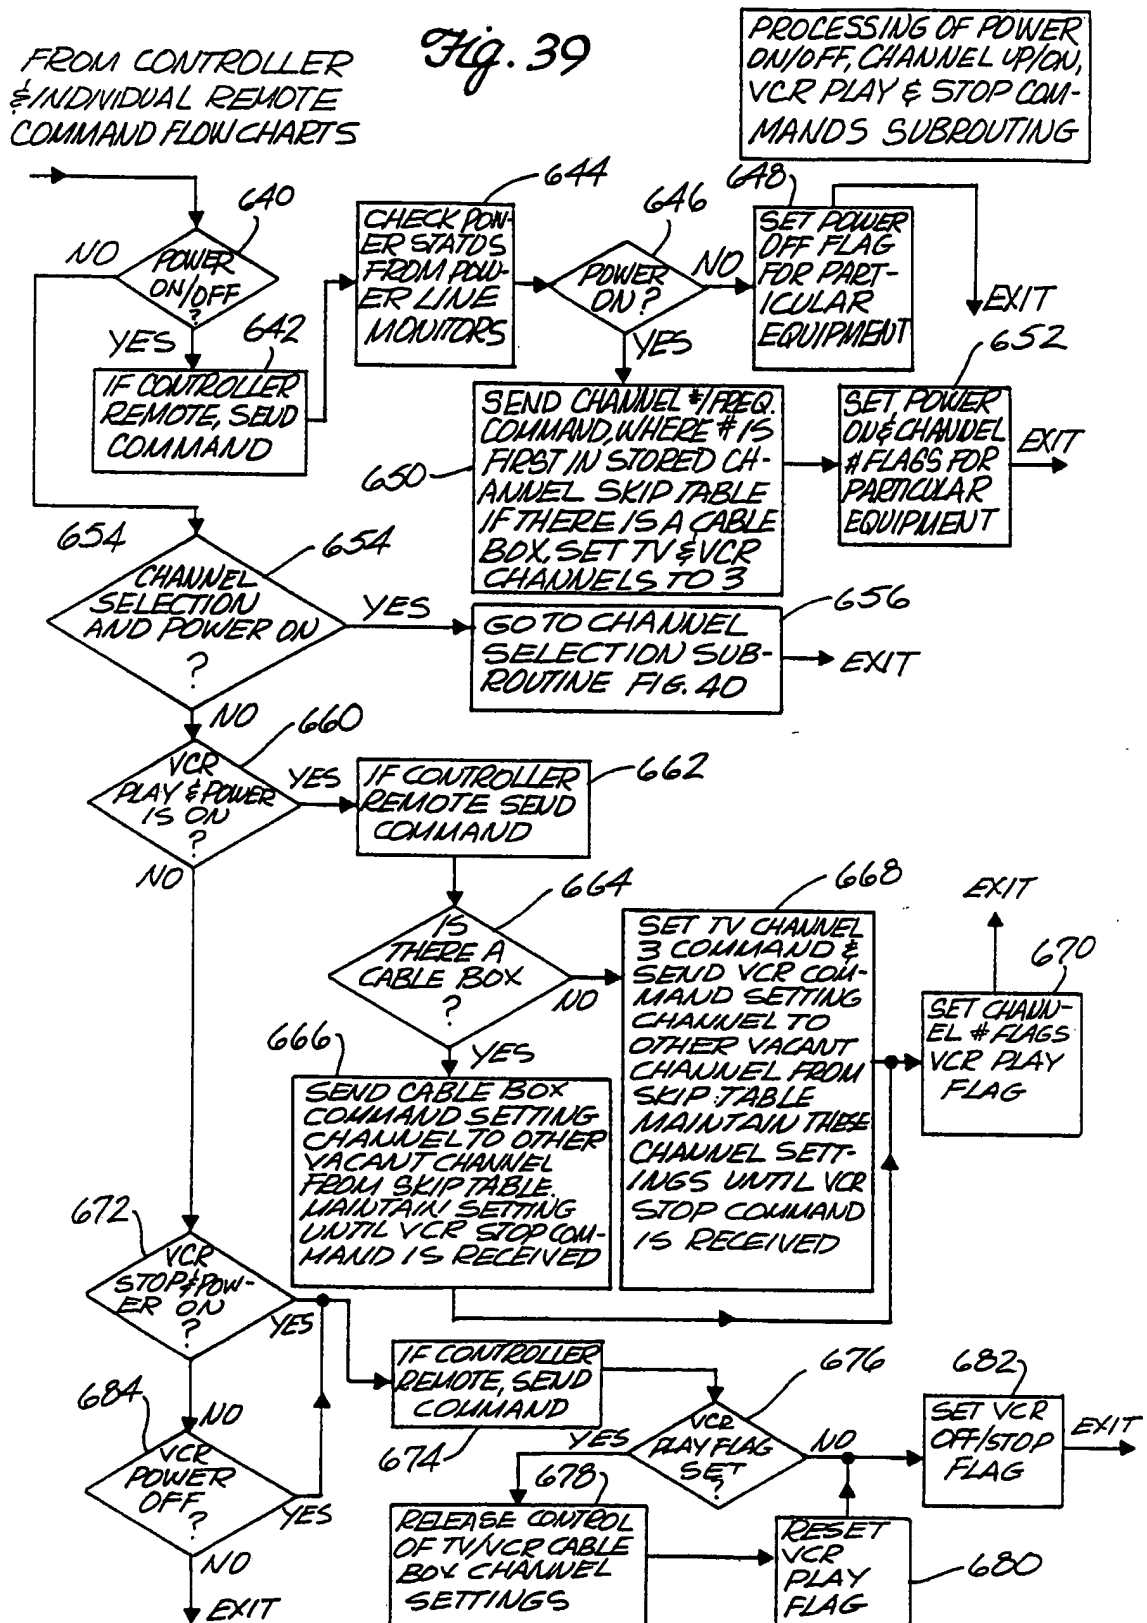 Fig. 39
FROM CONTROLLER
& INDIVIDUAL REMOTE
COMMAND FLOW CHARTS
PROCESSING OF POWER
ON/OFF, CHANNEL UP/ON,
VCR PLAY & STOP COM-
MANDS SUBROUTING
640
NO
POWER
ON/OFF
?
YES
642
IF CONTROLLER
REMOTE, SEND
COMMAND
644
CHECK POW-
ER STATUS
FROM POW-
ER LINE
MONITORS
646
POWER
ON?
NO
YES
648
SET POWER
OFF FLAG
FOR PART-
ICULAR
EQUIPMENT
EXIT
650
SEND CHANNEL #/FREQ.
COMMAND, WHERE # IS
FIRST IN STORED CH-
ANNEL SKIP TABLE
IF THERE IS A CABLE
BOX, SET TV & VCR
CHANNELS TO 3
652
SET POWER
ON & CHANNEL
# FLAGS FOR
PARTICULAR
EQUIPMENT
EXIT
654
654
CHANNEL
SELECTION
AND POWER ON
?
YES
NO
656
GO TO CHANNEL
SELECTION SUB-
ROUTINE FIG. 40
EXIT
660
VCR
PLAY & POWER
IS ON
?
YES
NO
662
IF CONTROLLER
REMOTE SEND
COMMAND
664
IS
THERE A
CABLE BOX
?
NO
YES
666
SEND CABLE BOX
COMMAND SETTING
CHANNEL TO OTHER
VACANT CHANNEL
FROM SKIP TABLE.
MAINTAIN SETTING
UNTIL VCR STOP COM-
MAND IS RECEIVED
668
SET TV CHANNEL
3 COMMAND &
SEND VCR COM-
MAND SETTING
CHANNEL TO
OTHER VACANT
CHANNEL FROM
SKIP TABLE
MAINTAIN THESE
CHANNEL SETT-
INGS UNTIL VCR
STOP COMMAND
IS RECEIVED
EXIT
670
SET CHANN-
EL # FLAGS
VCR PLAY
FLAG
672
VCR
STOP & POW-
ER ON
?
YES
NO
674
IF CONTROLLER
REMOTE, SEND
COMMAND
676
VCR
PLAY FLAG
SET
?
YES
NO
678
RELEASE CONTROL
OF TV/VCR CABLE
BOX CHANNEL
SETTINGS
680
RESET
VCR
PLAY
FLAG
682
SET VCR
OFF/STOP
FLAG
EXIT
684
VCR
POWER
OFF
?
YES
NO
EXIT